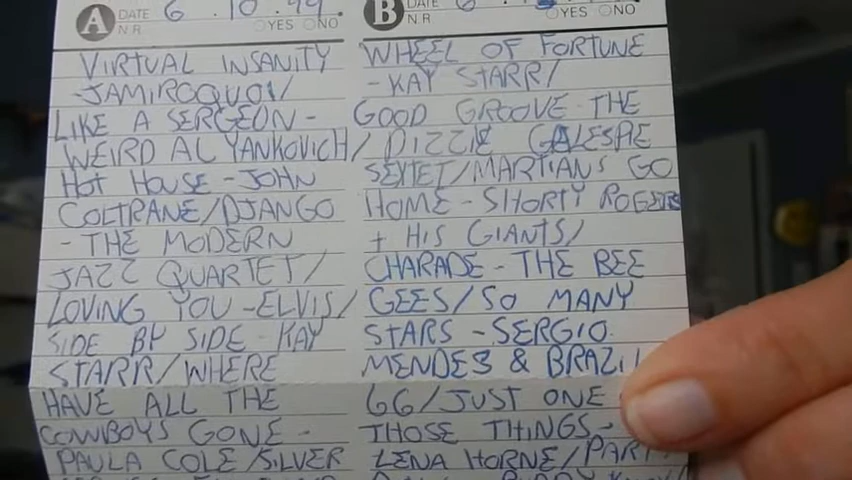 A DATE 6.10.99.
N.R YES NO
VIRTUAL INSANITY
-JAMIROQUOI/
LIKE A SERGEON-
WEIRD AL YANKOVICH/
HOT HOUSE-JOHN
COLTRANE/DJANGO
-THE MODERN
JAZZ QUARTET/
LOVING YOU-ELVIS/
SIDE BY SIDE-KAY
STARR/WHERE
HAVE ALL THE
COWBOYS GONE-
PAULA COLE/SILVER
B DATE 6
N.R. YES NO
WHEEL OF FORTUNE
-KAY STARR/
GOOD GROOVE-THE
DIZZIE GALESPIE
SEXTET/MARTIANS GO
HOME-SHORTY ROGERS
+ HIS GIANTS/
CHARADE-THE BEE
GEES/SO MANY
STARS-SERGIO
MENDES & BRAZIL
66/JUST ONE
THOSE THINGS-
LENA HORNE/